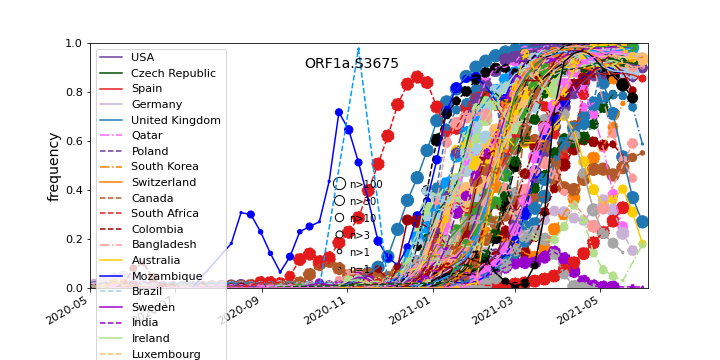 ORF1a.S3675
frequency
1.0
0.8
0.6
0.4
0.2
0.0
USA
Czech Republic
Spain
Germany
United Kingdom
Qatar
Poland
South Korea
Switzerland
Canada
South Africa
Colombia
Bangladesh
Australia
Mozambique
Brazil
Sweden
India
Ireland
Luxembourg
n>100
n>30
n>10
n>3
n>1
n=1
2020-05
2020-09
2020-11
2021-01
2021-03
2021-05